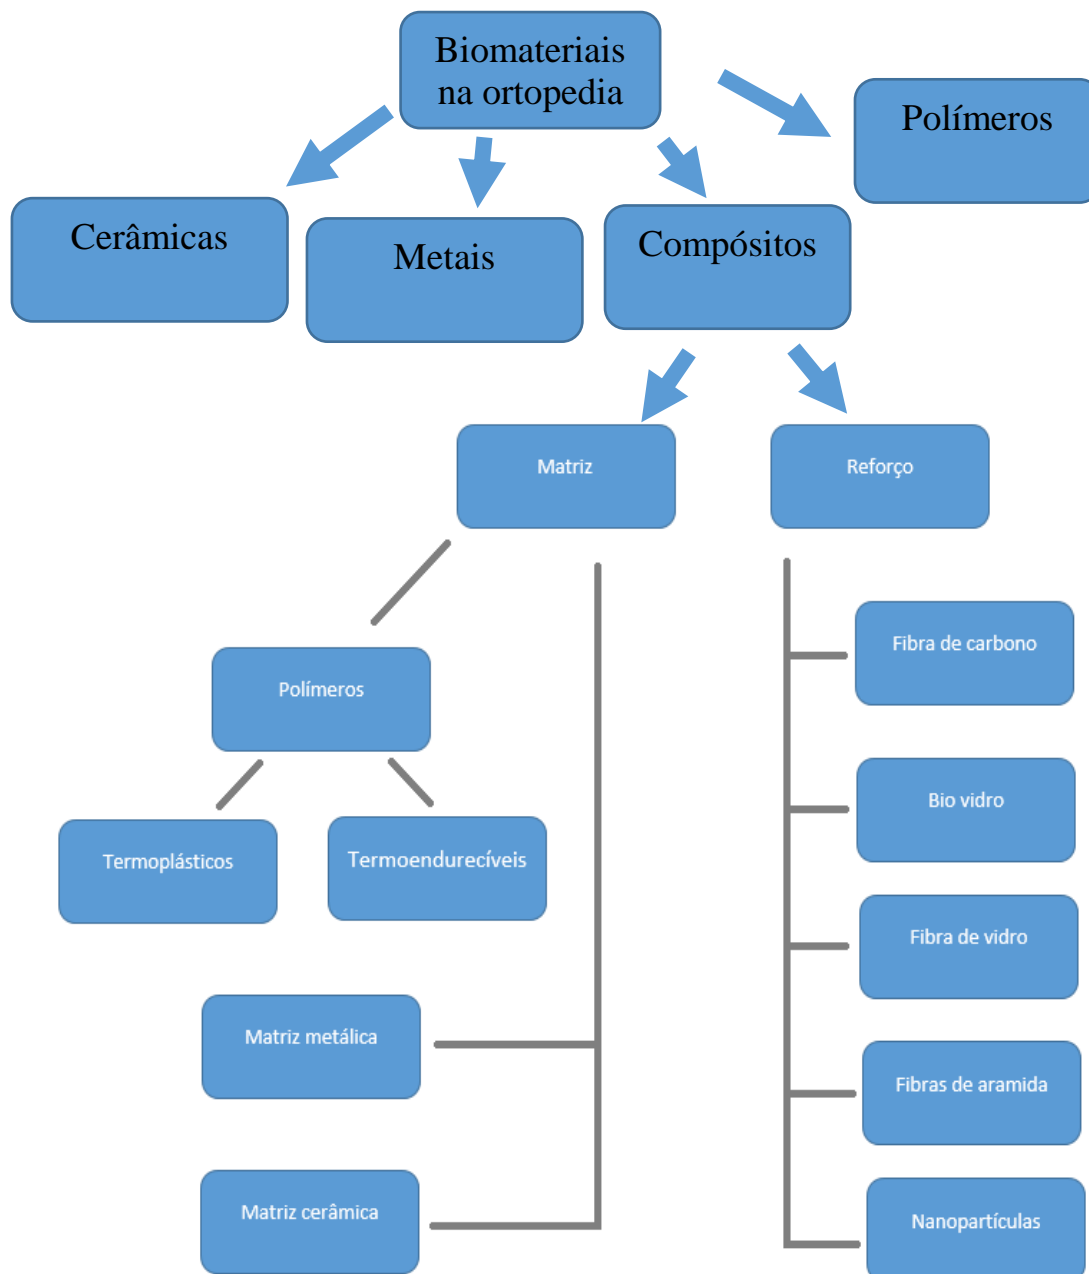 Biomateriais
na ortopedia
Polímeros
Cerâmicas
Metais
Compósitos
Matriz
Reforço
Polímeros
Termoplásticos
Termoendurecíveis
Matriz metálica
Matriz cerâmica
Fibra de carbono
Bio vidro
Fibra de vidro
Fibras de aramida
Nanopartículas